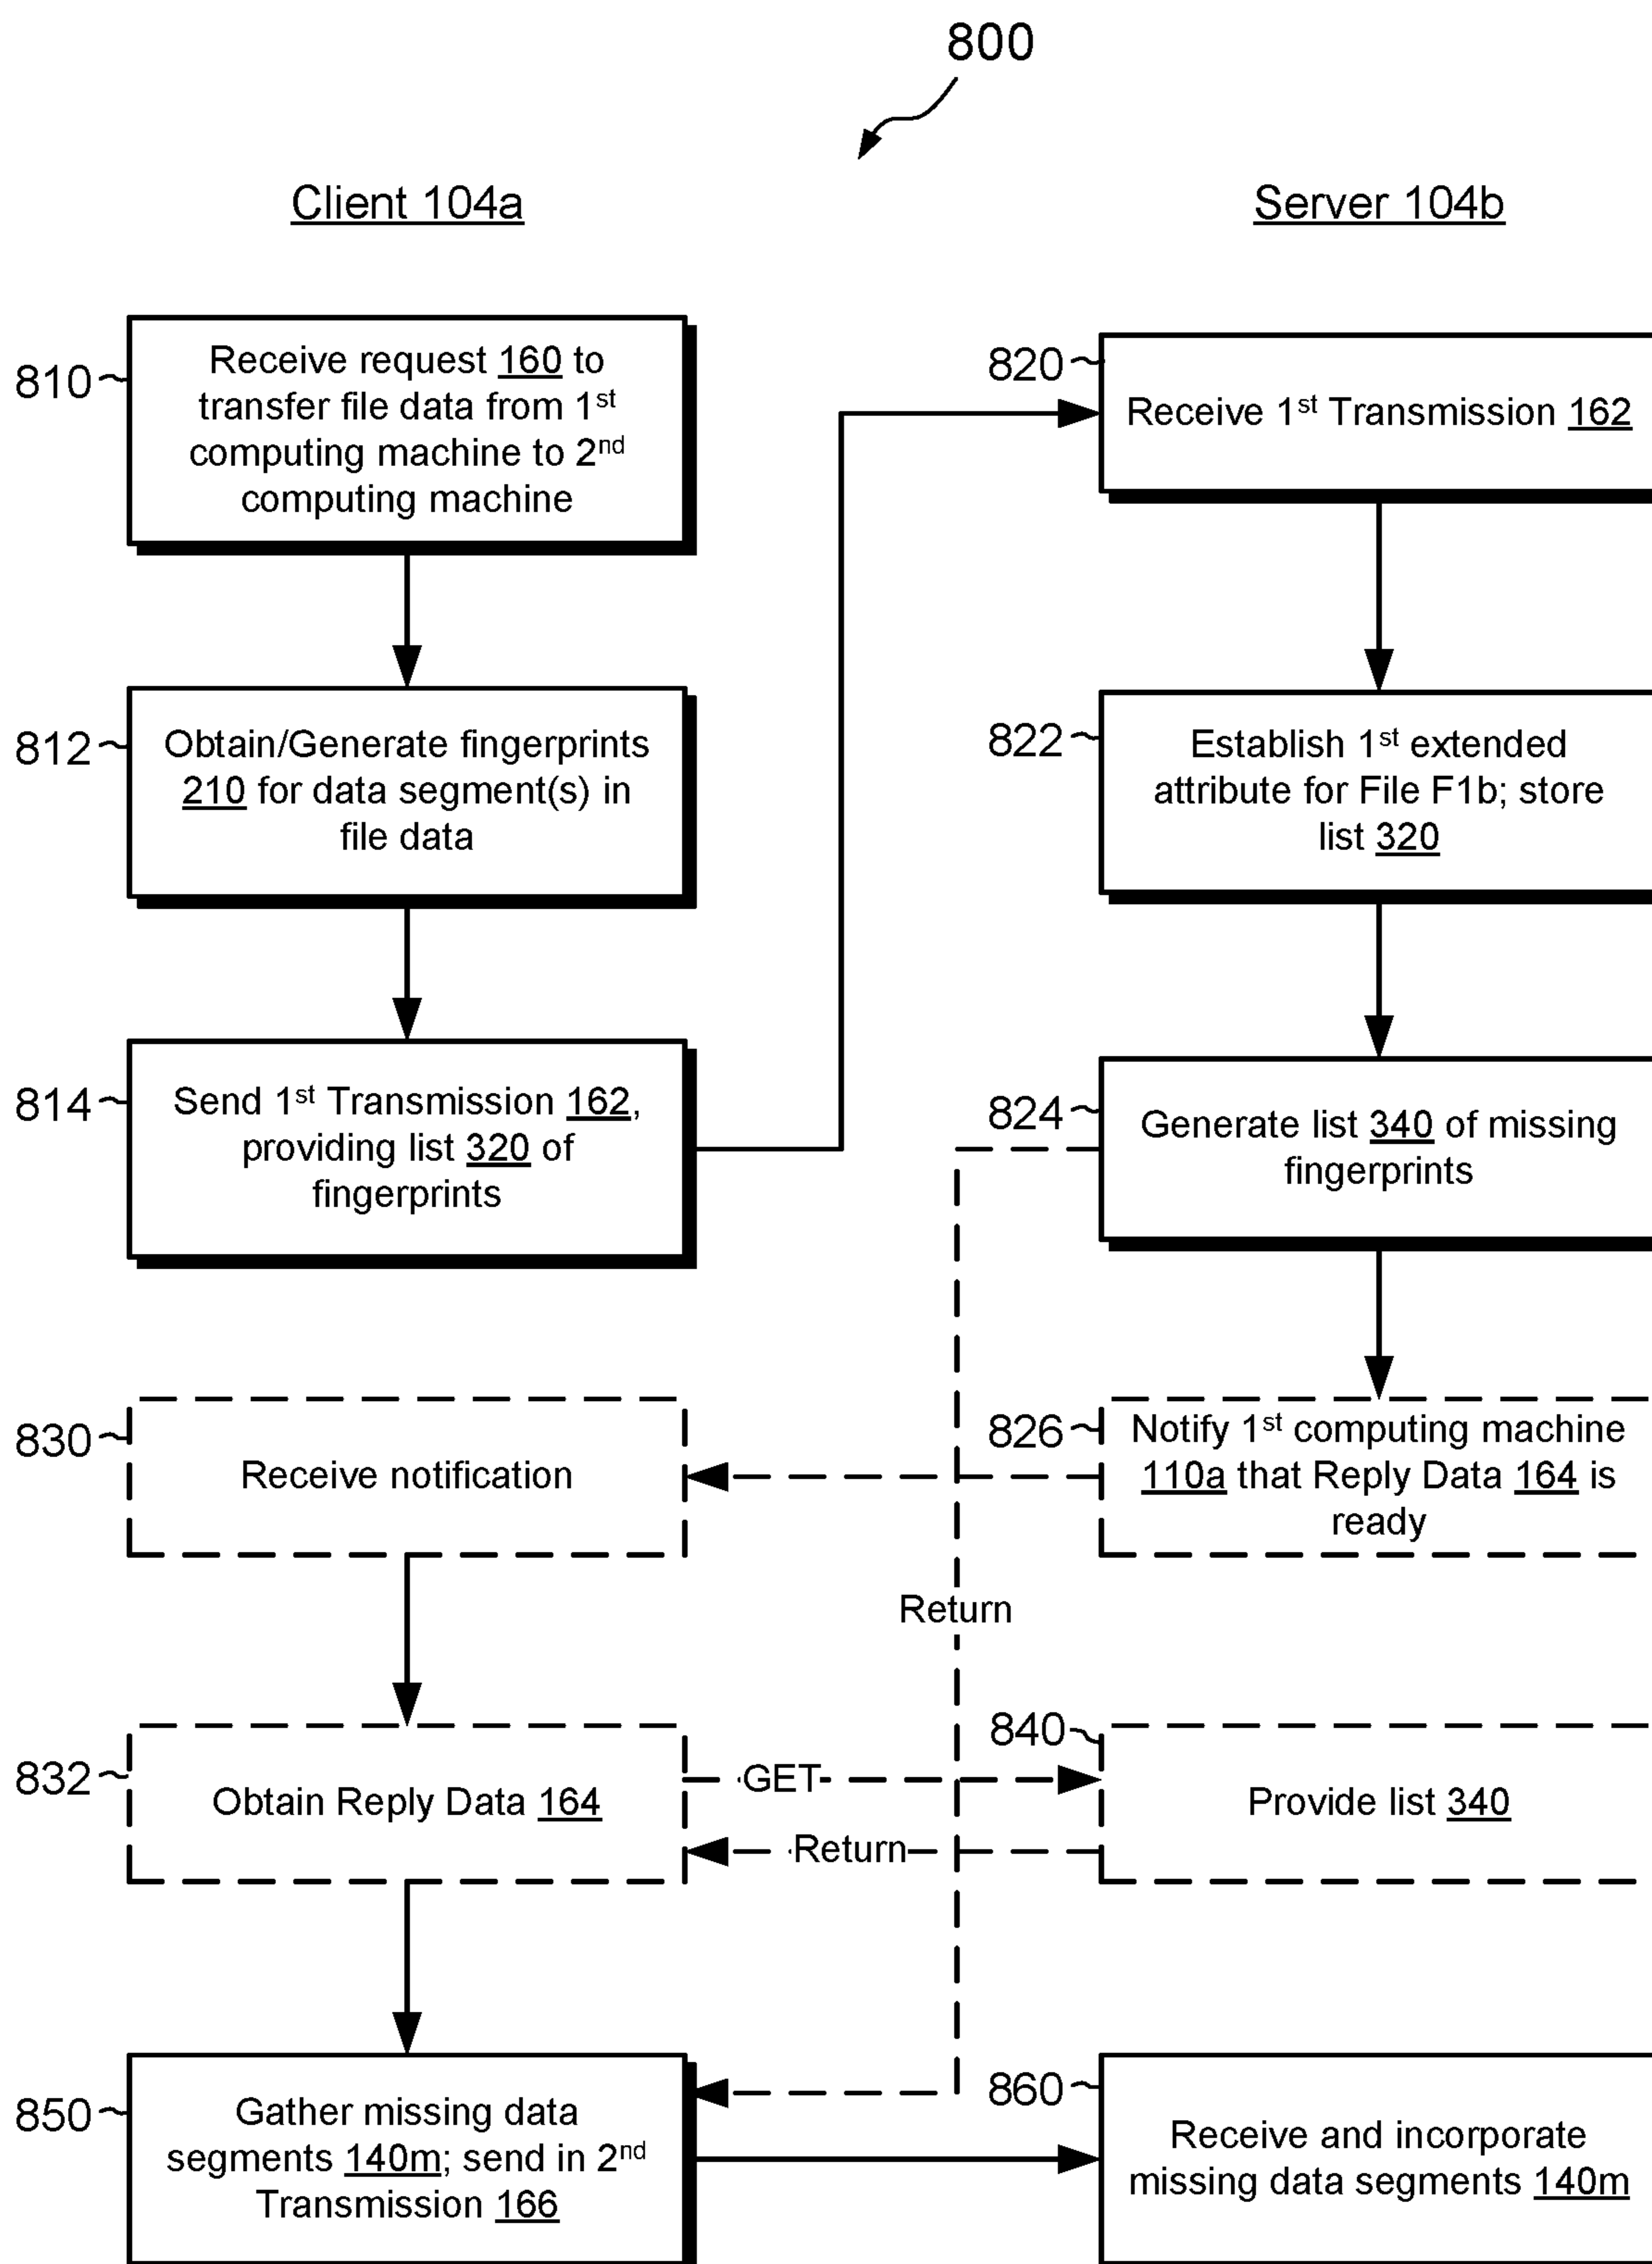 800
Client 104a
Server 104b
810
Receive request 160 to
transfer file data from 1st
computing machine to 2nd
computing machine
820
Receive 1st Transmission 162
812
Obtain/Generate fingerprints
210 for data segment(s) in
file data
822
Establish 1st extended
attribute for File F1b; store
list 320
814
Send 1st Transmission 162,
providing list 320 of
fingerprints
824
Generate list 340 of missing
fingerprints
830
Receive notification
826
Notify 1st computing machine
110a that Reply Data 164 is
ready
Return
832
Obtain Reply Data 164
GET
Return
840
Provide list 340
850
Gather missing data
segments 140m; send in 2nd
Transmission 166
860
Receive and incorporate
missing data segments 140m